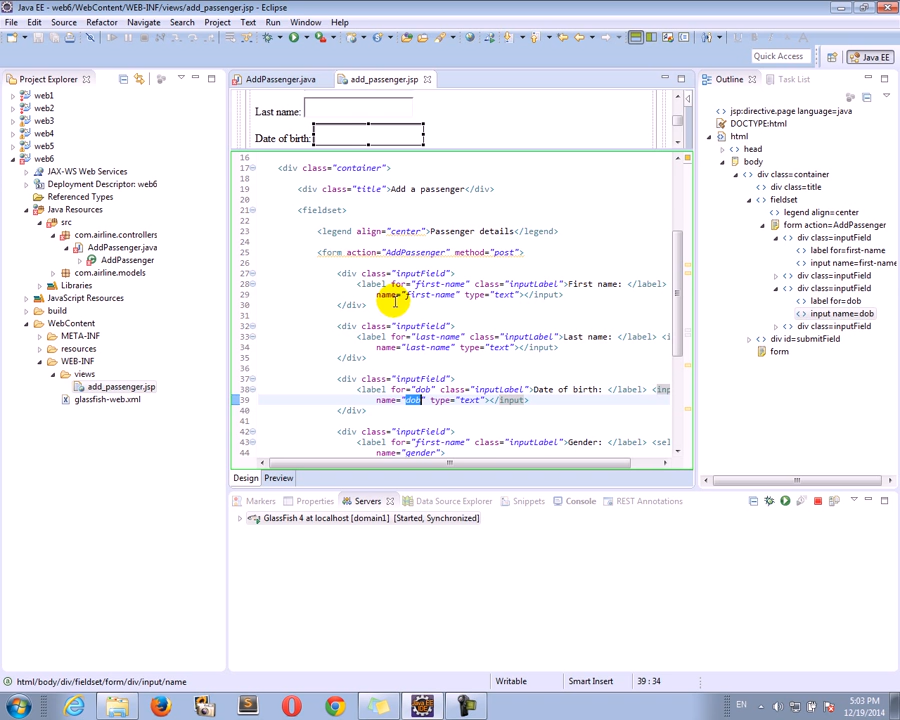 Java EE - web6/WebContent/WEB-INF/views/add_passenger.jsp - Eclipse
File Edit Source Refactor Navigate Search Project Text Run Window Help
Quick Access
Java EE
Project Explorer
AddPassenger.java
add_passenger.jsp
Outline
Task List
web1
web2
web3
web4
web5
web6
JAX-WS Web Services
Deployment Descriptor: web6
Referenced Types
Java Resources
src
com.airline.controllers
AddPassenger.java
AddPassenger
com.airline.models
Libraries
JavaScript Resources
build
WebContent
META-INF
resources
WEB-INF
views
add_passenger.jsp
glassfish-web.xml
Last name:
Date of birth:
16
17 <div class="container">
18
19 <div class="title">Add a passenger</div>
20
21 <fieldset>
22
23 <legend align="center">Passenger details</legend>
24
25 <form action="AddPassenger" method="post">
26
27 <div class="inputField">
28 <label for="first-name" class="inputLabel">First name: </label>
29 name="first-name" type="text"></input>
30 </div>
31
32 <div class="inputField">
33 <label for="last-name" class="inputLabel">Last name: </label> <i
34 name="last-name" type="text"></input>
35 </div>
36
37 <div class="inputField">
38 <label for="dob" class="inputLabel">Date of birth: </label> <inp
39 name="dob" type="text"></input>
40 </div>
41
42 <div class="inputField">
43 <label for="first-name" class="inputLabel">Gender: </label> <sel
44 name="gender">
Design Preview
jsp:directive.page language=java
DOCTYPE:html
html
head
body
div class=container
div class=title
fieldset
legend align=center
form action=AddPassenger
div class=inputField
label for=first-name
input name=first-name
div class=inputField
div class=inputField
label for=dob
input name=dob
div class=inputField
div id=submitField
form
Markers Properties Servers Data Source Explorer Snippets Console REST Annotations
GlassFish 4 at localhost [domain1] [Started, Synchronized]
html/body/div/fieldset/form/div/input/name
Writable
Smart Insert
39 : 34
5:03 PM
12/19/2014